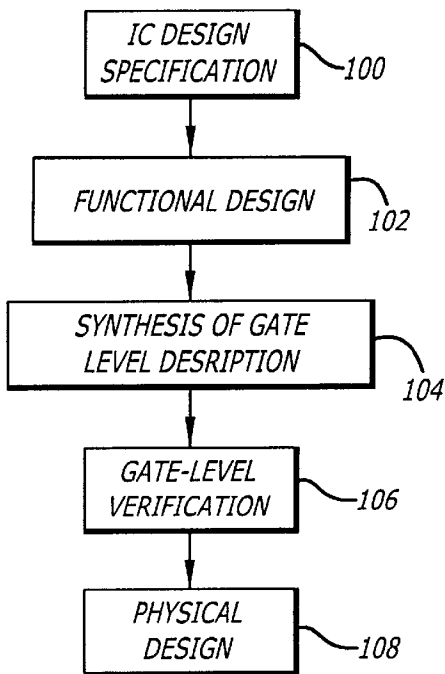 IC DESIGN
SPECIFICATION
100
FUNCTIONAL DESIGN
102
SYNTHESIS OF GATE
LEVEL DESRIPTION
104
GATE-LEVEL
VERIFICATION
106
PHYSICAL
DESIGN
108